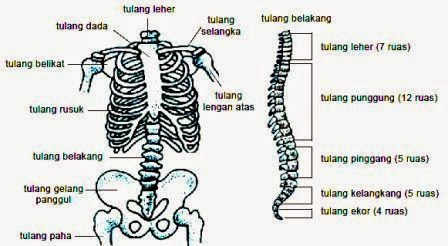 tulang leher
tulang dada
tulang
selangka
tulang belikat
tulang
lengan atas
tulang rusuk
tulang belakang
tulang gelang
panggul
tulang paha
tulang belakang
tulang leher (7 ruas)
tulang punggung (12 ruas)
tulang pinggang (5 ruas)
tulang kelangkang (5 ruas)
tulang ekor (4 ruas)